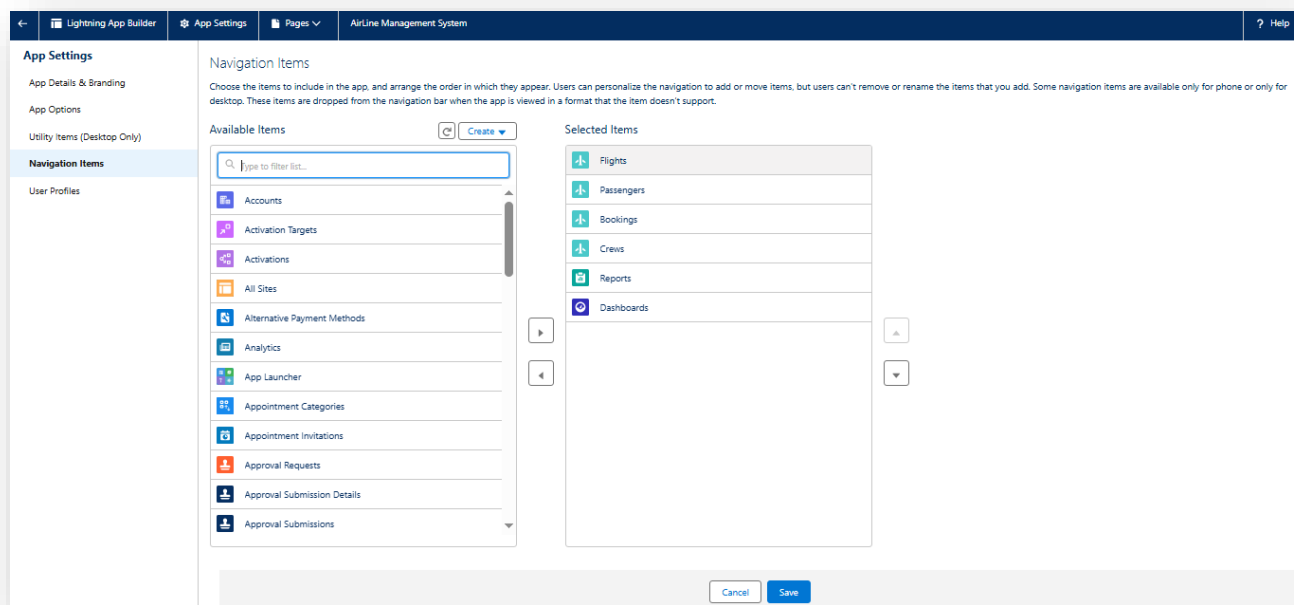 Lightning App Builder
App Settings
Pages
AirLine Management System
? Help
App Settings
App Details & Branding
App Options
Utility Items (Desktop Only)
Navigation Items
User Profiles
Navigation Items
Choose the items to include in the app, and arrange the order in which they appear. Users can personalize the navigation to add or move items, but users can't remove or rename the items that you add. Some navigation items are available only for phone or only for
desktop. These items are dropped from the navigation bar when the app is viewed in a format that the item doesn't support.
Available Items
Create
Type to filter list...
Accounts
Activation Targets
Activations
All Sites
Alternative Payment Methods
Analytics
App Launcher
Appointment Categories
Appointment Invitations
Approval Requests
Approval Submission Details
Approval Submissions
Selected Items
Flights
Passengers
Bookings
Crews
Reports
Dashboards
Cancel
Save